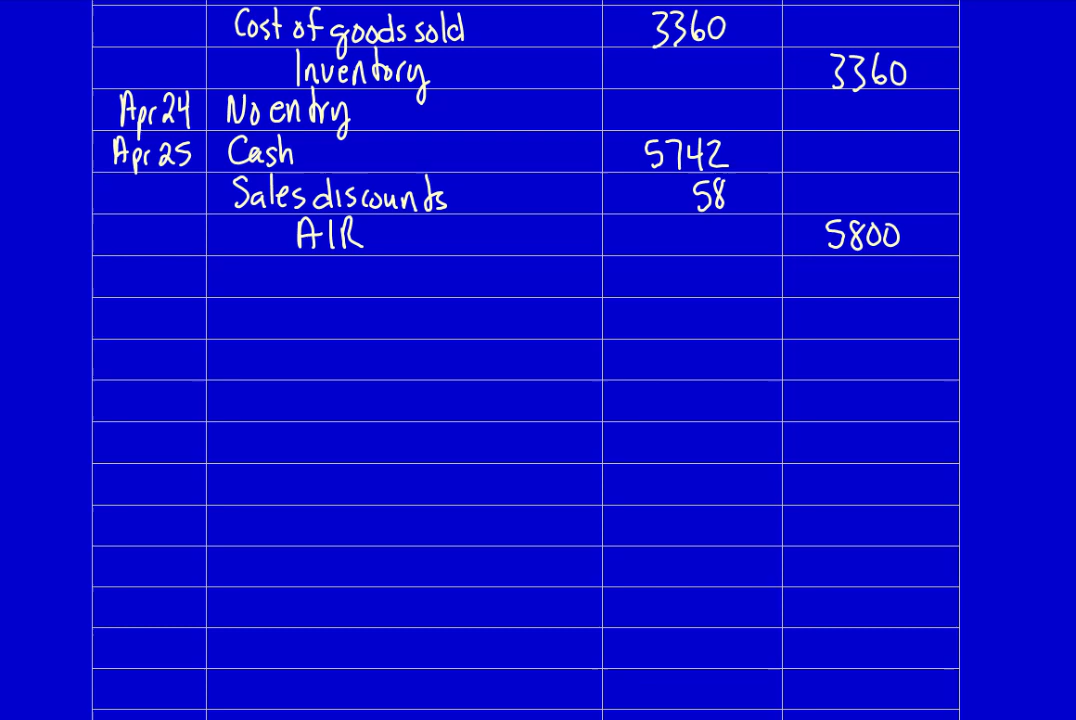 Cost of goods sold 3360
Inventory 3360
Apr 24 No entry
Apr 25 Cash 5742
Sales discounts 58
A/R 5800